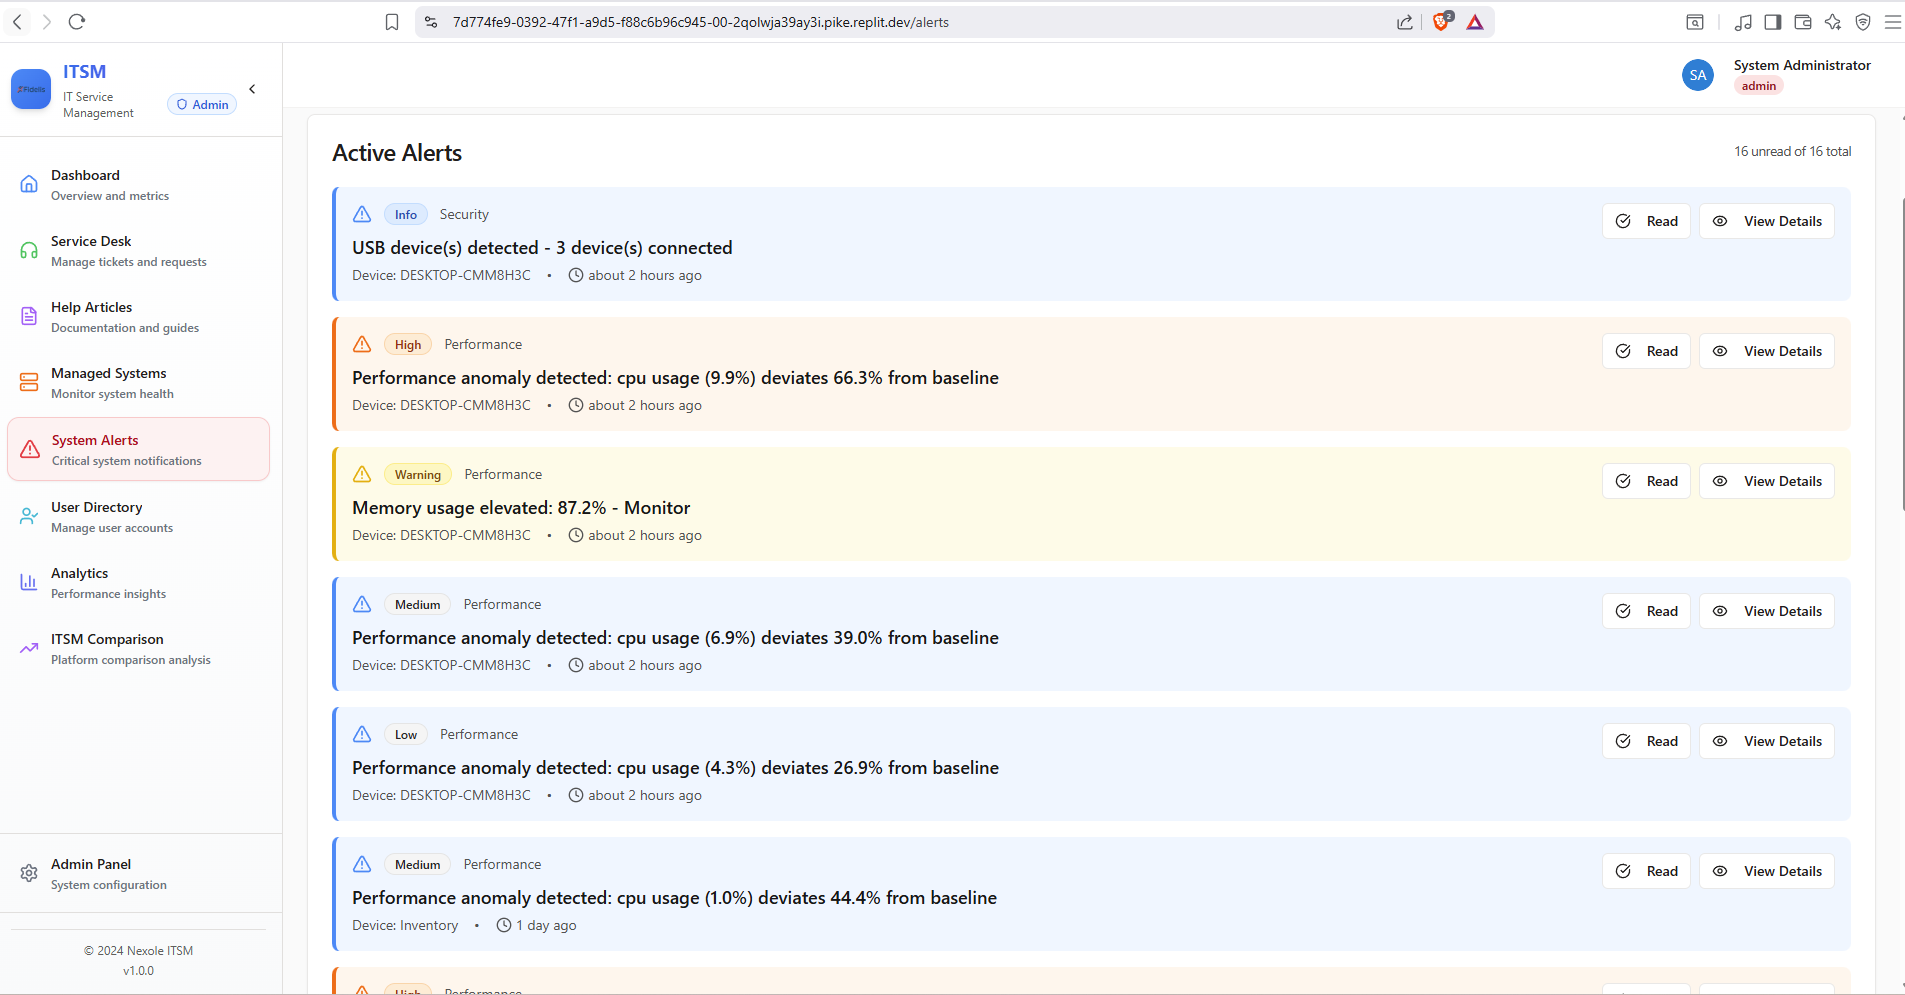 7d774fe9-0392-47f1-a9d5-f88c6b96c945-00-2qolwja39ay3i.pike.replit.dev/alerts
2
Fidelis
ITSM
IT Service
Management
Admin
SA
System Administrator
admin
Dashboard
Overview and metrics
Service Desk
Manage tickets and requests
Help Articles
Documentation and guides
Managed Systems
Monitor system health
System Alerts
Critical system notifications
User Directory
Manage user accounts
Analytics
Performance insights
ITSM Comparison
Platform comparison analysis
Admin Panel
System configuration
© 2024 Nexole ITSM
v1.0.0
Active Alerts
16 unread of 16 total
Info Security
Read View Details
USB device(s) detected - 3 device(s) connected
Device: DESKTOP-CMM8H3C • about 2 hours ago
High Performance
Read View Details
Performance anomaly detected: cpu usage (9.9%) deviates 66.3% from baseline
Device: DESKTOP-CMM8H3C • about 2 hours ago
Warning Performance
Read View Details
Memory usage elevated: 87.2% - Monitor
Device: DESKTOP-CMM8H3C • about 2 hours ago
Medium Performance
Read View Details
Performance anomaly detected: cpu usage (6.9%) deviates 39.0% from baseline
Device: DESKTOP-CMM8H3C • about 2 hours ago
Low Performance
Read View Details
Performance anomaly detected: cpu usage (4.3%) deviates 26.9% from baseline
Device: DESKTOP-CMM8H3C • about 2 hours ago
Medium Performance
Read View Details
Performance anomaly detected: cpu usage (1.0%) deviates 44.4% from baseline
Device: Inventory • 1 day ago
High Performance